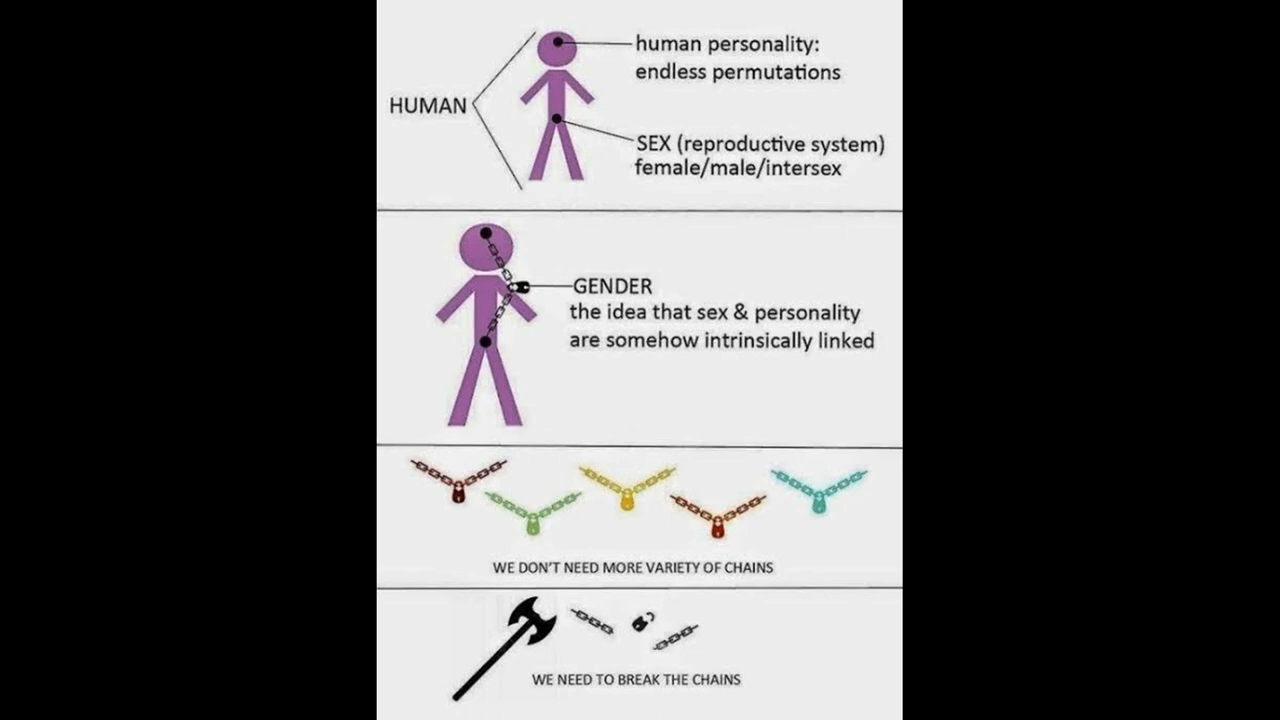 human personality:
endless permutations
HUMAN
SEX (reproductive system)
female/male/intersex
GENDER
the idea that sex & personality
are somehow intrinsically linked
WE DON'T NEED MORE VARIETY OF CHAINS
WE NEED TO BREAK THE CHAINS